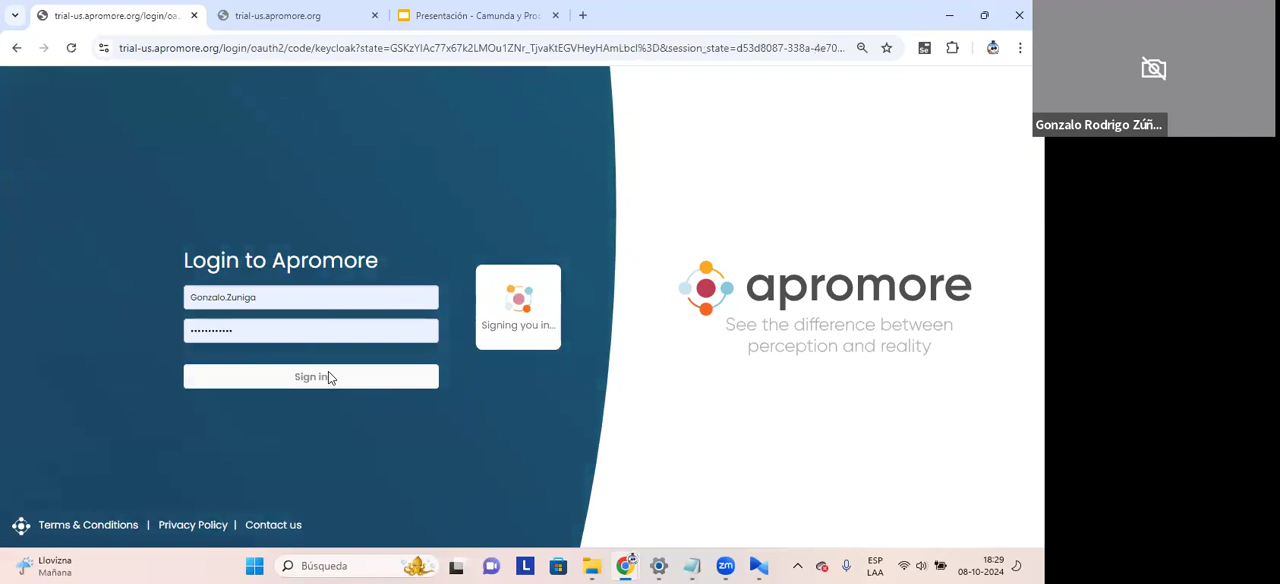 trial-us.apromore.org/login/oa...
trial-us.apromore.org
Presentación - Camunda y Pro
trial-us.apromore.org/login/oauth2/code/keycloak?state=GSKzYlAc77x67k2LMOu1ZNr_TjvaKtEGVHeyHAmLbcl%3D&session_state=d53d8087-338a-4e70...
Gonzalo Rodrigo Zúñ...
Login to Apromore
Gonzalo.Zuniga
Signing you in...
Sign in
apromore
See the difference between
perception and reality
Terms & Conditions | Privacy Policy | Contact us
Llovizna
Mañana
Búsqueda
L
zm
ESP
LAA
18:29
08-10-2024